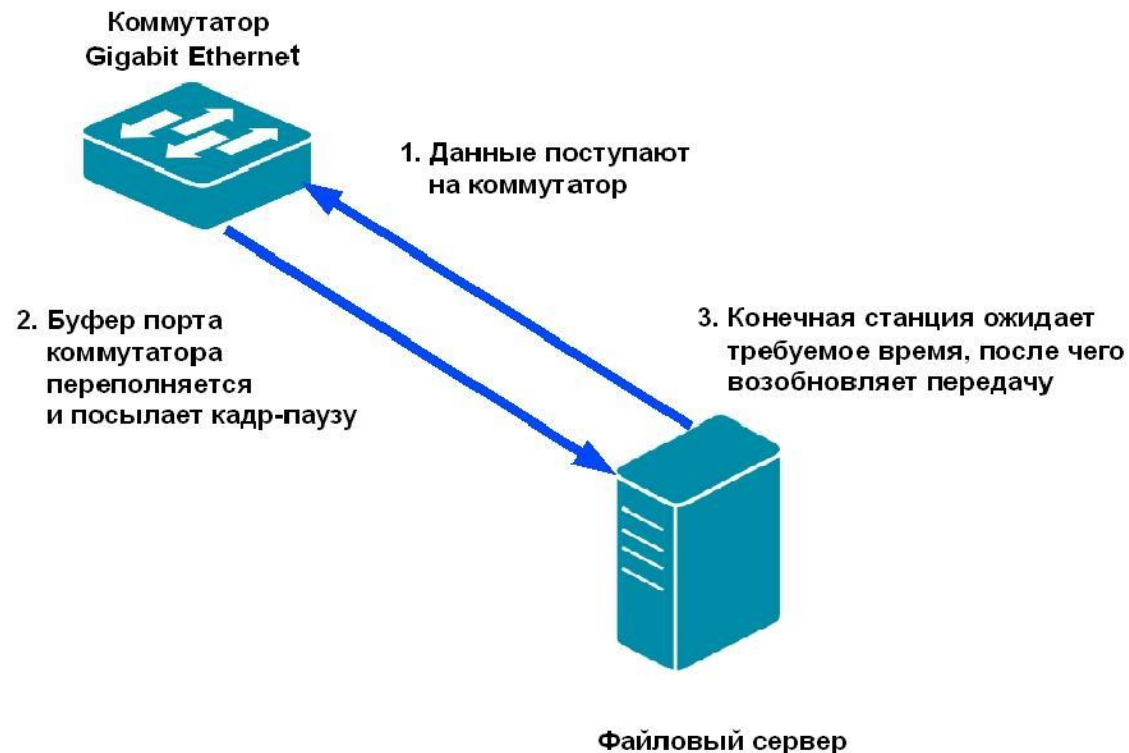 Коммутатор
Gigabit Ethernet
1. Данные поступают
на коммутатор
2. Буфер порта
коммутатора
переполняется
и посылает кадр-паузу
3. Конечная станция ожидает
требуемое время, после чего
возобновляет передачу
Файловый сервер